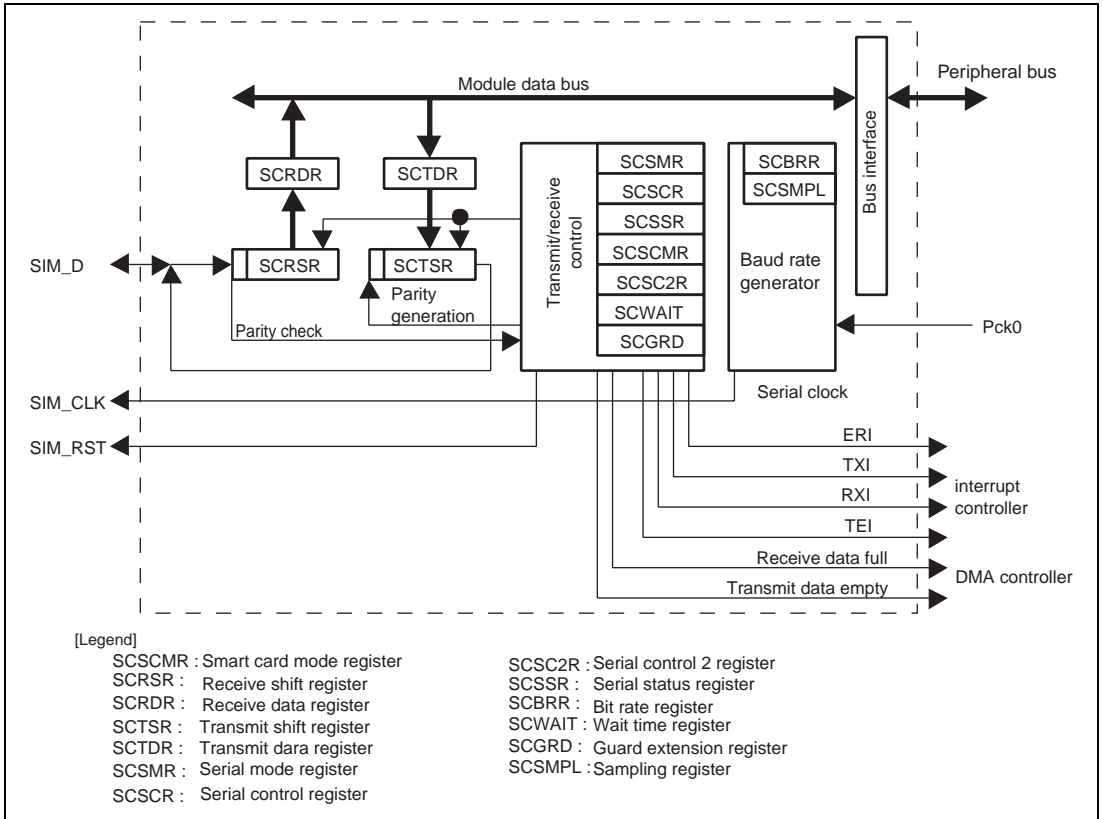 Module data bus
Peripheral bus
Bus interface
SCRDR
SCTDR
SCRSR
SCTSR
SIM_D
Parity
generation
Parity check
Transmit/receive
control
SCSMR
SCSCR
SCSSR
SCSCMR
SCSC2R
SCWAIT
SCGRD
SCBRR
SCSMPL
Baud rate
generator
Pck0
Serial clock
SIM_CLK
SIM_RST
ERI
TXI
RXI
TEI
interrupt
controller
Receive data full
Transmit data empty
DMA controller
[Legend]
SCSCMR : Smart card mode register
SCRSR : Receive shift register
SCRDR : Receive data register
SCTSR : Transmit shift register
SCTDR : Transmit dara register
SCSMR : Serial mode register
SCSCR : Serial control register
SCSC2R : Serial control 2 register
SCSSR : Serial status register
SCBRR : Bit rate register
SCWAIT : Wait time register
SCGRD : Guard extension register
SCSMPL : Sampling register